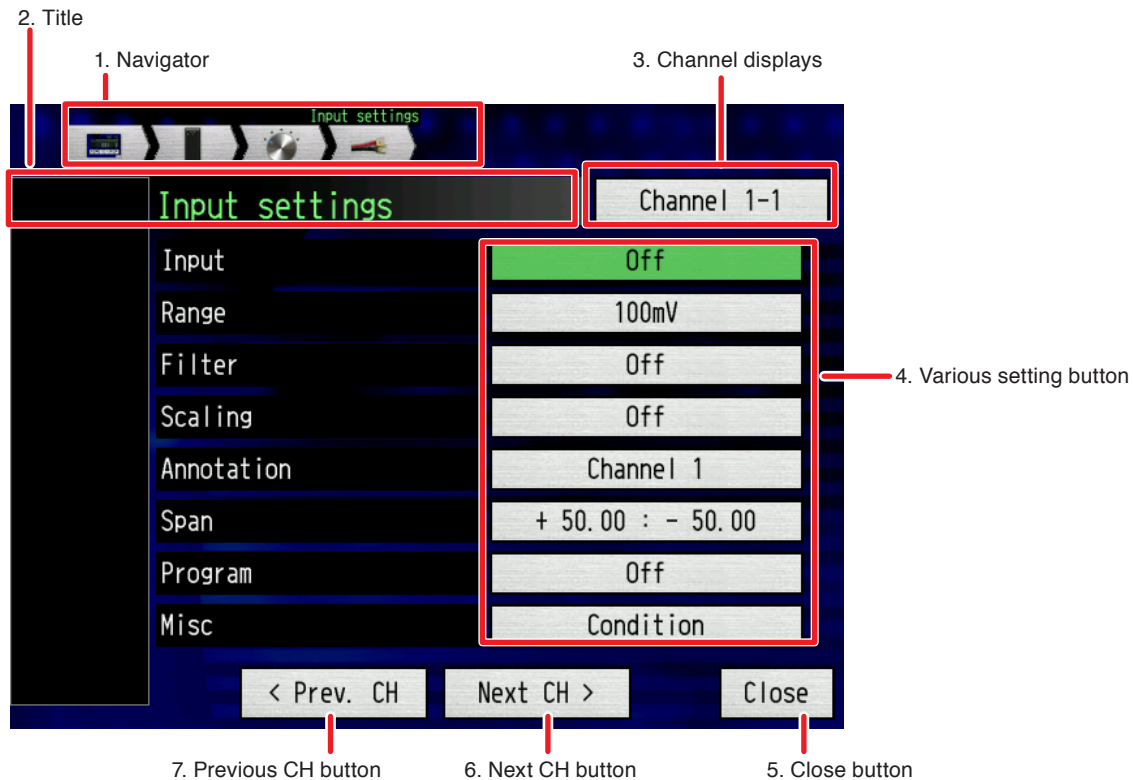 2. Title
1. Navigator
3. Channel displays
Input settings
Input settings
Channel 1-1
Input
Off
Range
100mV
Filter
Off
4. Various setting button
Scaling
Off
Annotation
Channel 1
Span
+ 50.00 : - 50.00
Program
Off
Misc
Condition
< Prev. CH
Next CH >
Close
7. Previous CH button
6. Next CH button
5. Close button